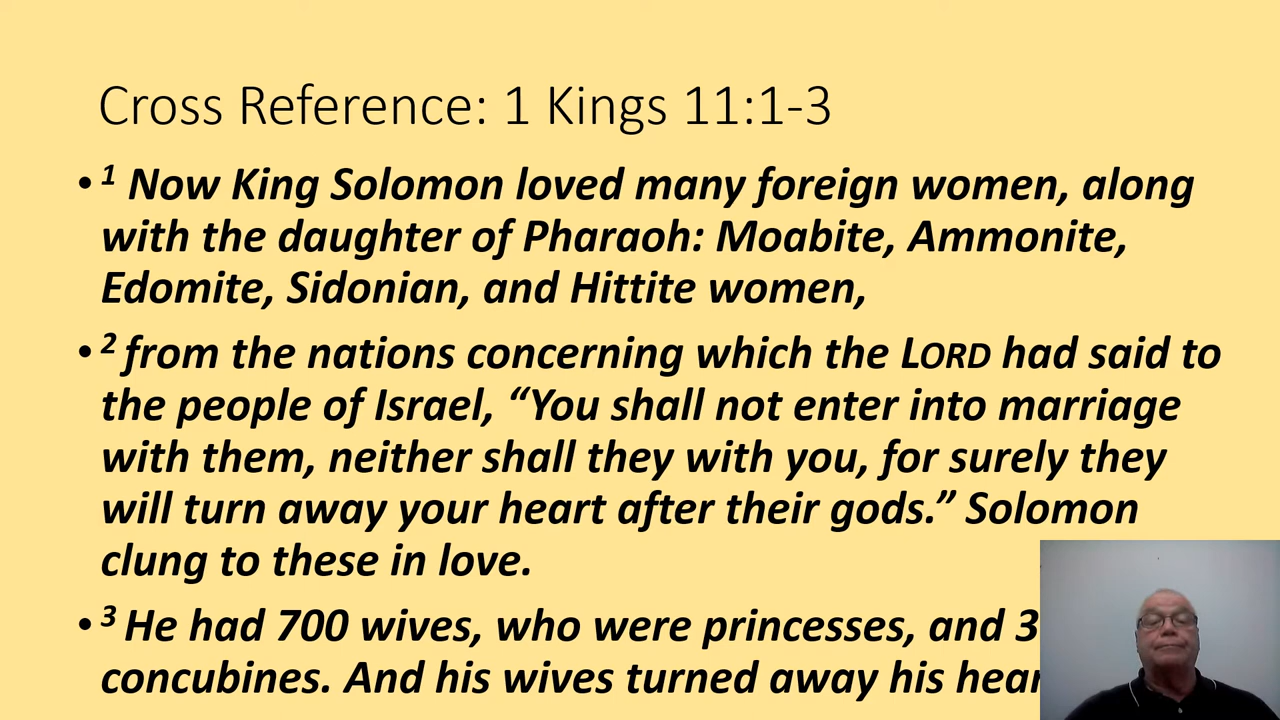 Cross Reference: 1 Kings 11:1-3
• 1 Now King Solomon loved many foreign women, along
with the daughter of Pharaoh: Moabite, Ammonite,
Edomite, Sidonian, and Hittite women,
• 2 from the nations concerning which the LORD had said to
the people of Israel, “You shall not enter into marriage
with them, neither shall they with you, for surely they
will turn away your heart after their gods.” Solomon
clung to these in love.
• 3 He had 700 wives, who were princesses, and 3
concubines. And his wives turned away his